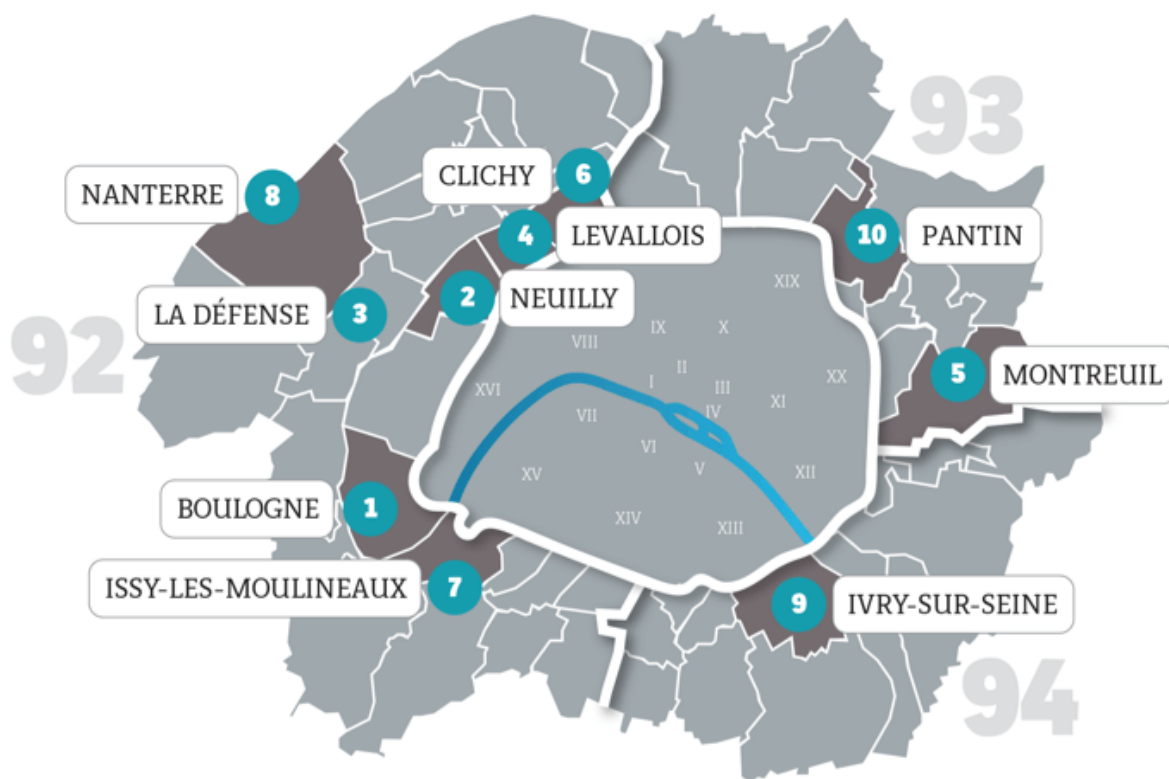 93
CLICHY
6
NANTERRE
8
4
LEVALLOIS
10
PANTIN
2
NEUILLY
XIX
LA DÉFENSE
3
92
VIII
IX
X
II
I
III
XX
5
MONTREUIL
XVI
VII
IV
XI
VI
V
XII
XV
BOULOGNE
1
XIV
XIII
ISSY-LES-MOULINEAUX
7
9
IVRY-SUR-SEINE
94